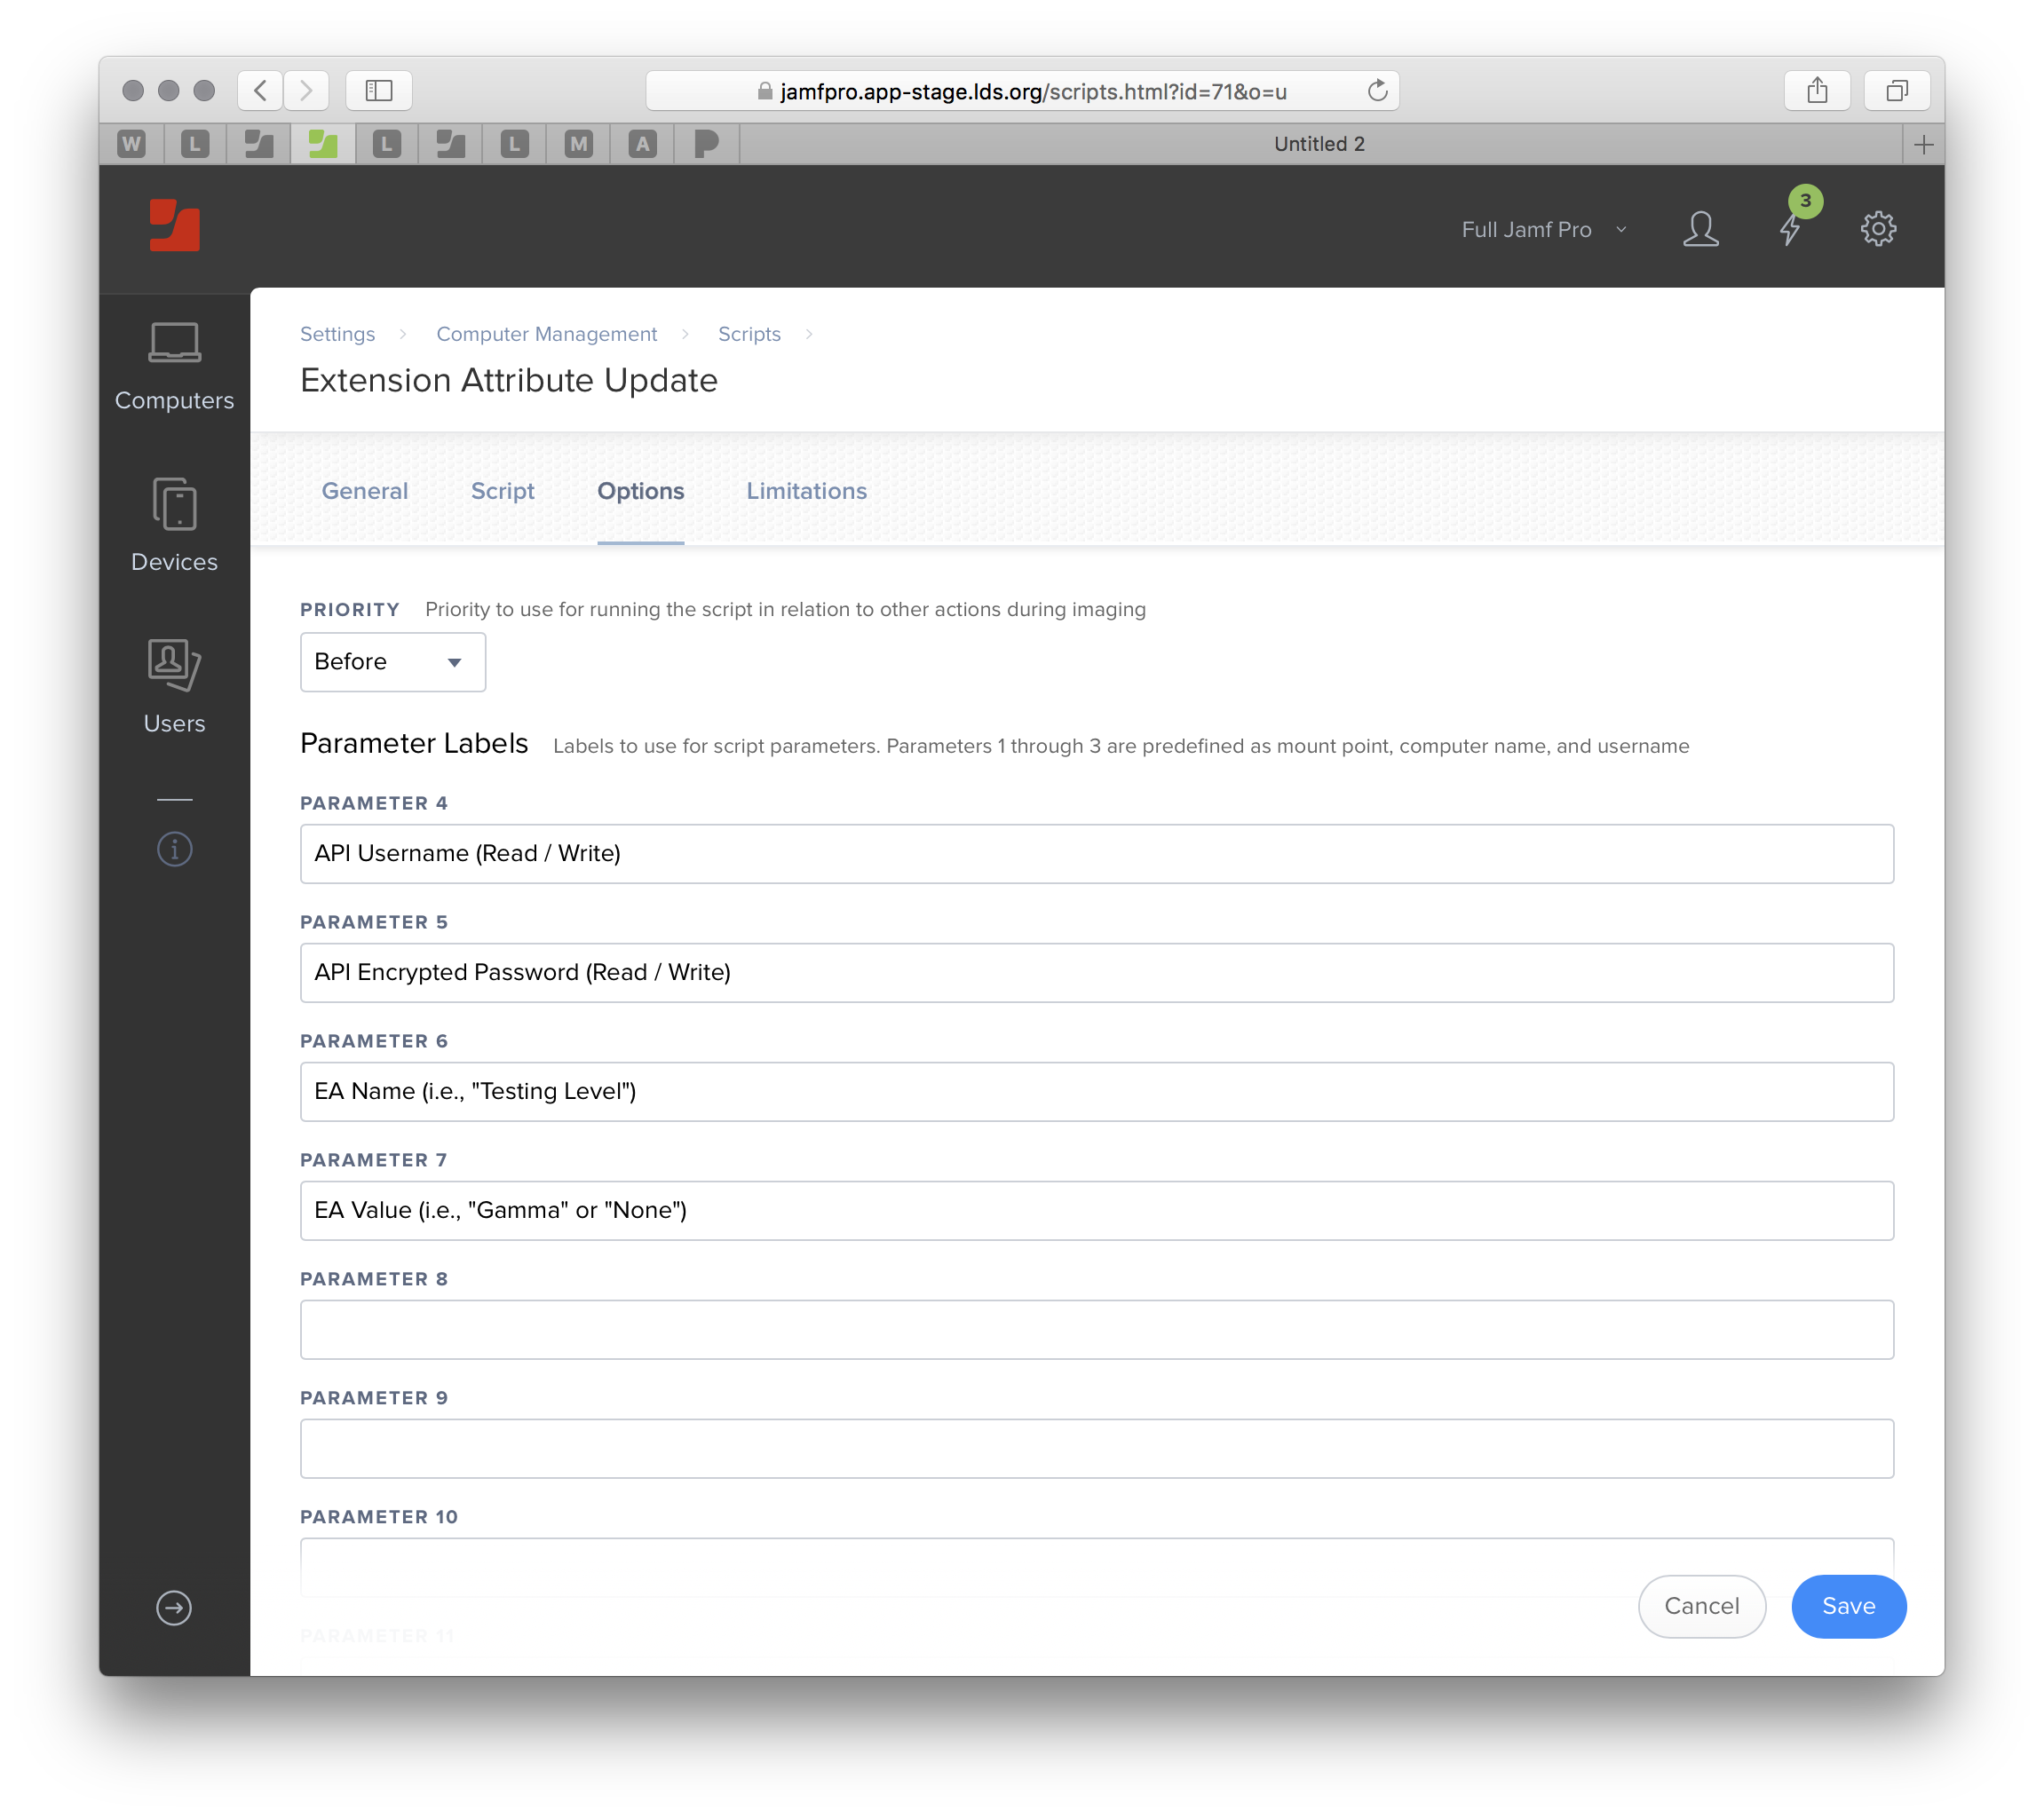 jamfpro.app-stage.lds.org/scripts.html?id=71&o=u
W L L L M A P Untitled 2
Full Jamf Pro 3
Computers
Devices
Users
Settings Computer Management Scripts
Extension Attribute Update
General Script Options Limitations
PRIORITY Priority to use for running the script in relation to other actions during imaging
Before
Parameter Labels Labels to use for script parameters. Parameters 1 through 3 are predefined as mount point, computer name, and username
PARAMETER 4
API Username (Read / Write)
PARAMETER 5
API Encrypted Password (Read / Write)
PARAMETER 6
EA Name (i.e., "Testing Level")
PARAMETER 7
EA Value (i.e., "Gamma" or "None")
PARAMETER 8
PARAMETER 9
PARAMETER 10
Cancel Save
PARAMETER 11